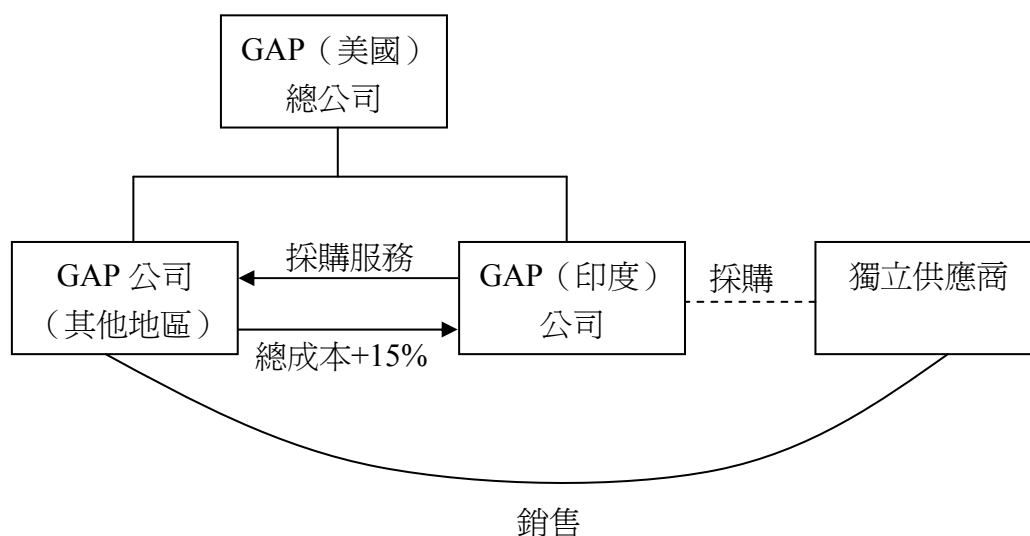 GAP（美國）
總公司
GAP 公司
（其他地區）
採購服務
總成本+15%
GAP（印度）
公司
採購
獨立供應商
銷售